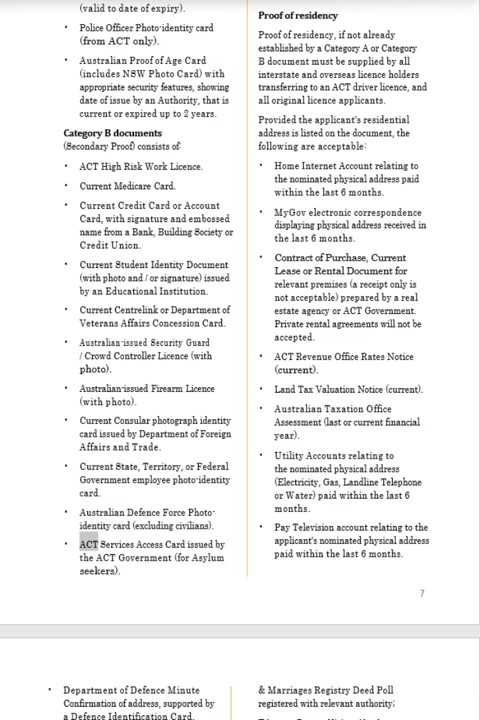 (valid to date of expiry).
• Police Officer Photo-identity card
(from ACT only).
• Australian Proof of Age Card
(includes NSW Photo Card) with
appropriate security features, showing
date of issue by an Authority, that is
current or expired up to 2 years.
Category B documents
(Secondary Proof) consists of:
• ACT High Risk Work Licence.
• Current Medicare Card.
• Current Credit Card or Account
Card, with signature and embossed
name from a Bank, Building Society or
Credit Union.
• Current Student Identity Document
(with photo and / or signature) issued
by an Educational Institution.
• Current Centrelink or Department of
Veterans Affairs Concession Card.
• Australian-issued Security Guard
/ Crowd Controller Licence (with
photo).
• Australian-issued Firearm Licence
(with photo).
• Current Consular photograph identity
card issued by Department of Foreign
Affairs and Trade.
• Current State, Territory, or Federal
Government employee photo-identity
card.
• Australian Defence Force Photo-
identity card (excluding civilians).
• ACT Services Access Card issued by
the ACT Government (for Asylum
seekers).
Proof of residency
Proof of residency, if not already
established by a Category A or Category
B document must be supplied by all
interstate and overseas licence holders
transferring to an ACT driver licence, and
all original licence applicants.
Provided the applicant's residential
address is listed on the document, the
following are acceptable:
• Home Internet Account relating to
the nominated physical address paid
within the last 6 months.
• MyGov electronic correspondence
displaying physical address received in
the last 6 months.
• Contract of Purchase, Current
Lease or Rental Document for
relevant premises (a receipt only is
not acceptable) prepared by a real
estate agency or ACT Government.
Private rental agreements will not be
accepted.
• ACT Revenue Office Rates Notice
(current).
• Land Tax Valuation Notice (current).
• Australian Taxation Office
Assessment (last or current financial
year).
• Utility Accounts relating to
the nominated physical address
(Electricity, Gas, Landline Telephone
or Water) paid within the last 6
months.
• Pay Television account relating to the
applicant's nominated physical address
paid within the last 6 months.
7
• Department of Defence Minute
Confirmation of address, supported by
a Defence Identification Card.
& Marriages Registry Deed Poll
registered with relevant authority;